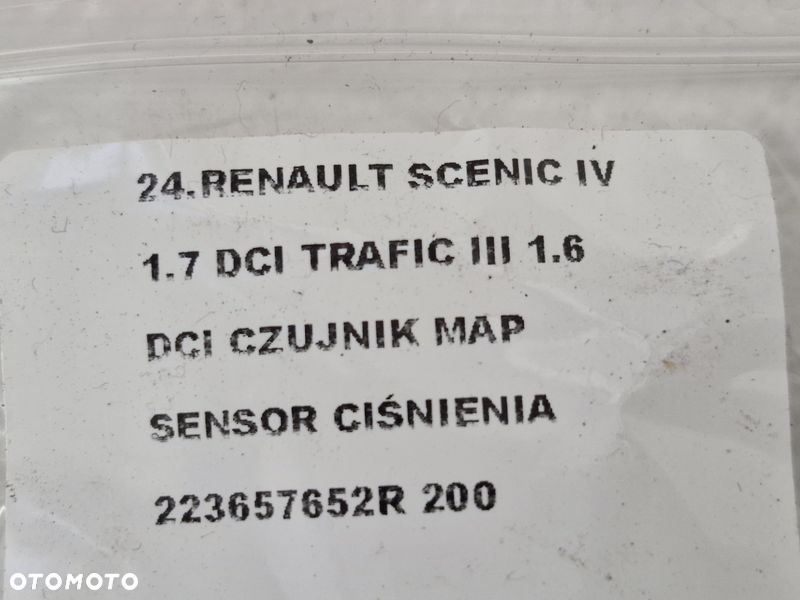 24.RENAULT SCENIC IV
1.7 DCI TRAFIC III 1.6
DCI CZUJNIK MAP
SENSOR CIŚNIENIA
223657652R 200
OTOMOTO